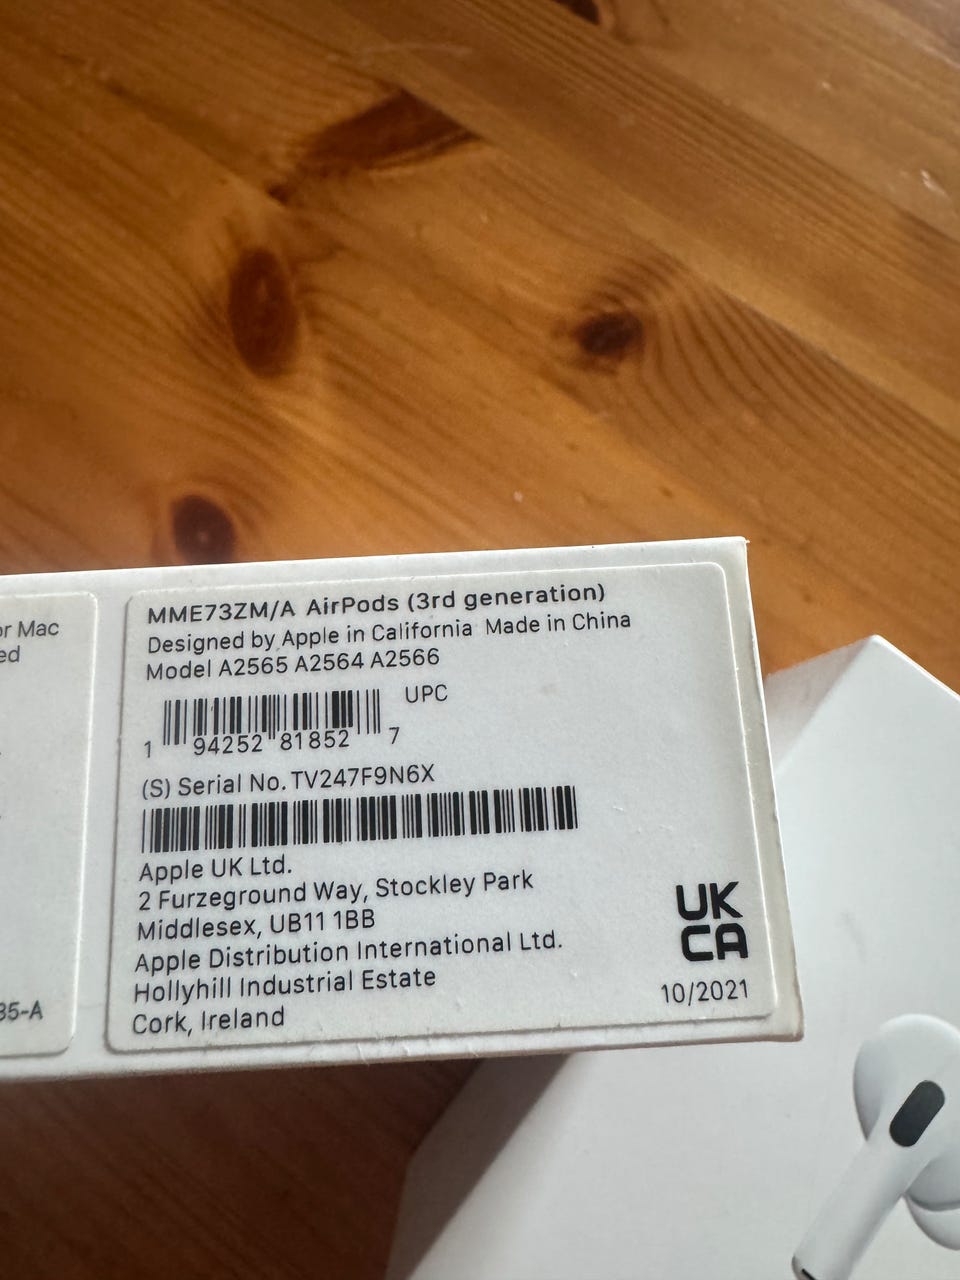 or Mac
ed
35-A
MME73ZM/A AirPods (3rd generation)
Designed by Apple in California Made in China
Model A2565 A2564 A2566
UPC
1 94252 81852 7
(S) Serial No. TV247F9N6X
Apple UK Ltd.
2 Furzeground Way, Stockley Park
Middlesex, UB11 1BB
Apple Distribution International Ltd.
Hollyhill Industrial Estate
Cork, Ireland
UK
CA
10/2021